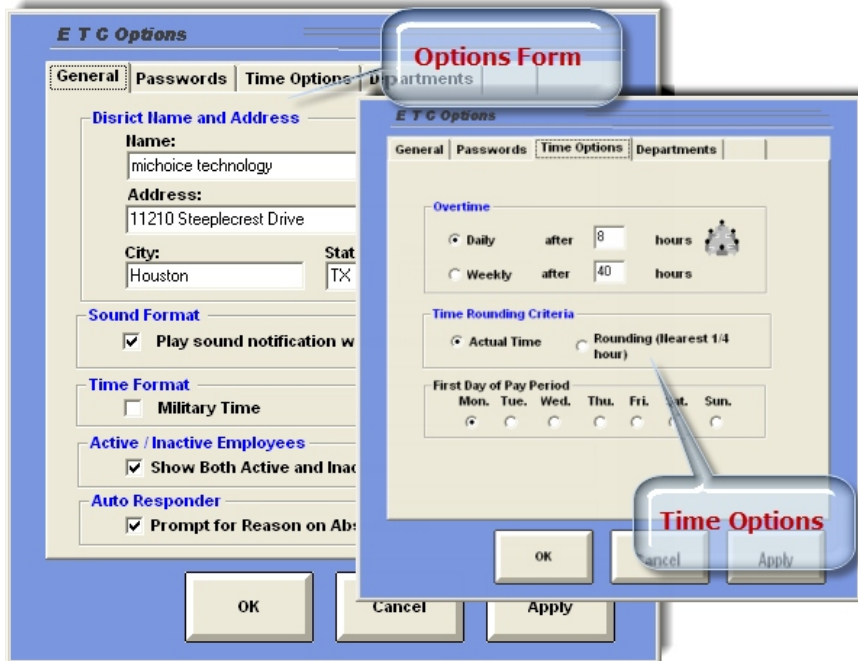 E T C Options
Options Form
General Passwords Time Options Departments
Disrict Name and Address
Name:
michoice technology
Address:
11210 Steeplecrest Drive
City:
Houston
TX
Sound Format
Play sound notification
Time Format
Military Time
Active / Inactive Employees
Show Both Active and
Auto Responder
Prompt for Reason on
OK Cancel Apply
E T C Options
General Passwords Time Options Departments
Overtime
Daily after 8 hours
Weekly after 40 hours
Time Rounding Criteria
Actual Time Rounding (Nearest 1/4
hour)
First Day of Pay Period
Mon. Tue. Wed. Thu. Fri. Sat. Sun.
Time Options
OK Cancel Apply